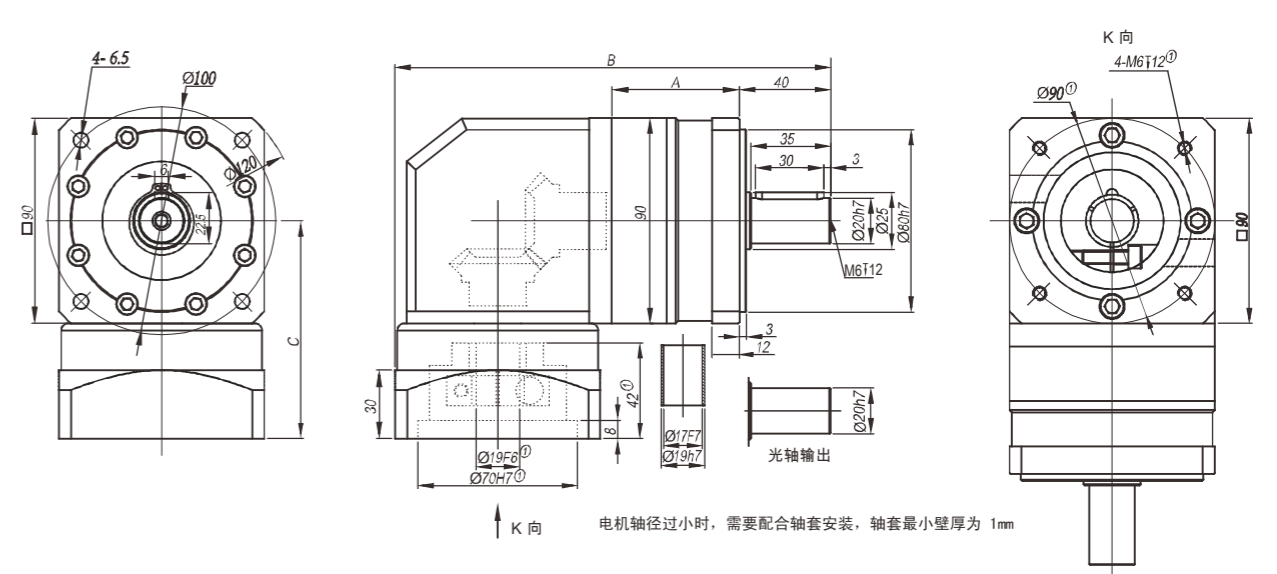 4-6.5
Ø100
Ø120
6
22.5
□90
C
B
A
40
35
30
3
90
Ø20h7
Ø25
Ø80h7
M6↧12
3
12
30
42①
8
Ø19F6①
Ø70H7①
Ø17F7
Ø19h7
Ø20h7
光轴输出
K 向
电机轴径过小时，需要配合轴套安装，轴套最小壁厚为 1mm
K 向
4-M6↧12①
Ø90①
□90